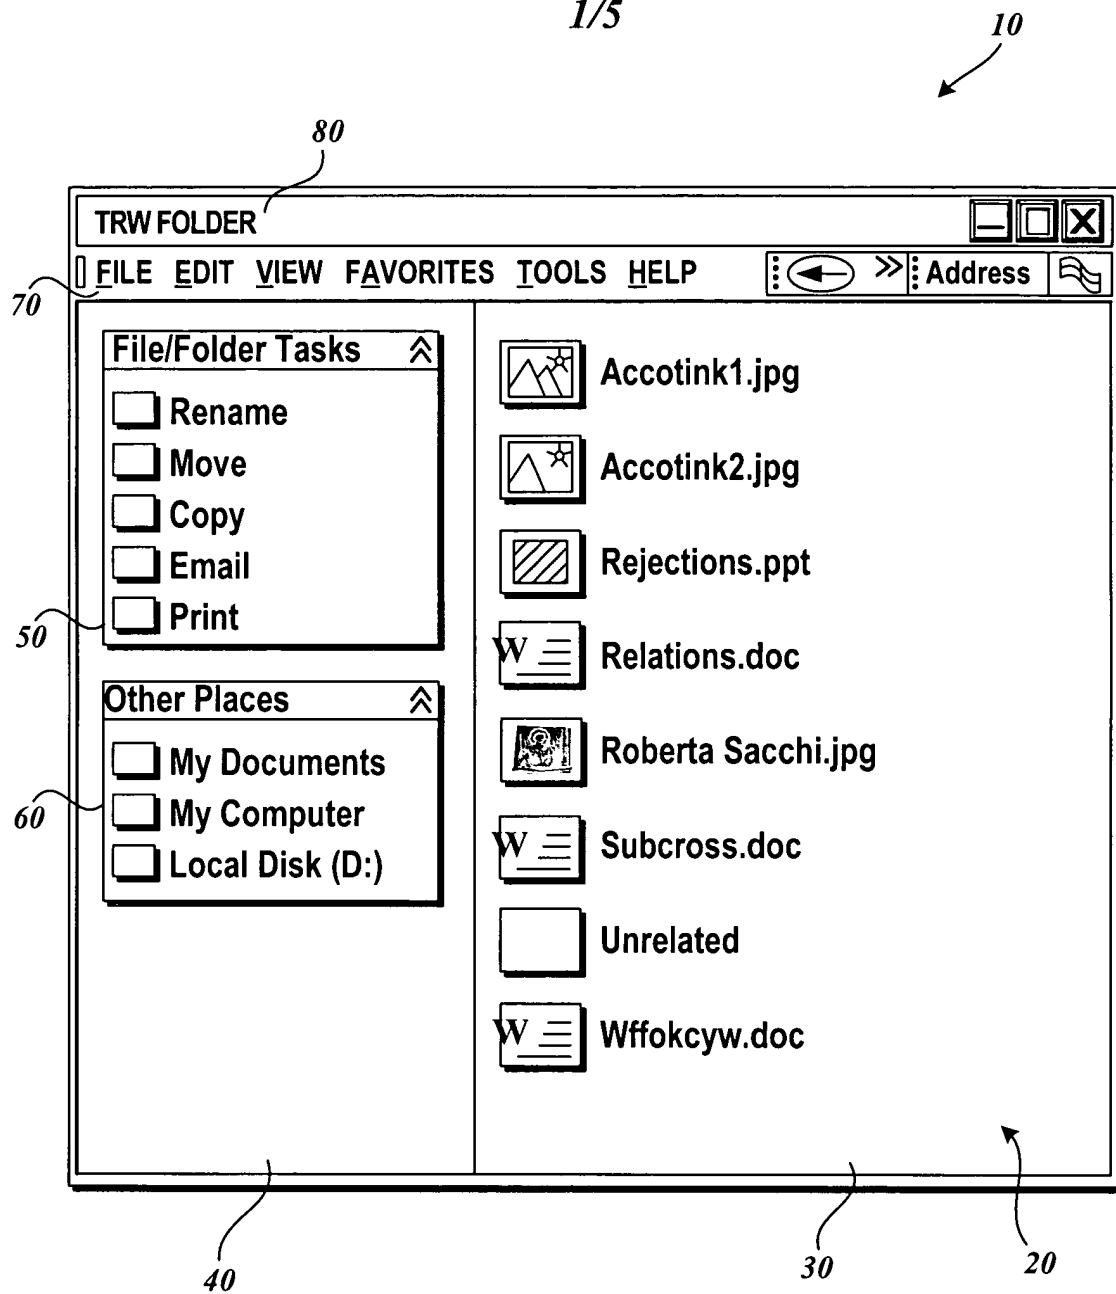 1/5
10
80
TRW FOLDER
FILE EDIT VIEW FAVORITES TOOLS HELP
Address
70
File/Folder Tasks
Rename
Move
Copy
Email
Print
50
Other Places
My Documents
My Computer
Local Disk (D:)
60
Accotink1.jpg
Accotink2.jpg
Rejections.ppt
W Relations.doc
Roberta Sacchi.jpg
W Subcross.doc
Unrelated
W Wffokcyw.doc
40
30
20